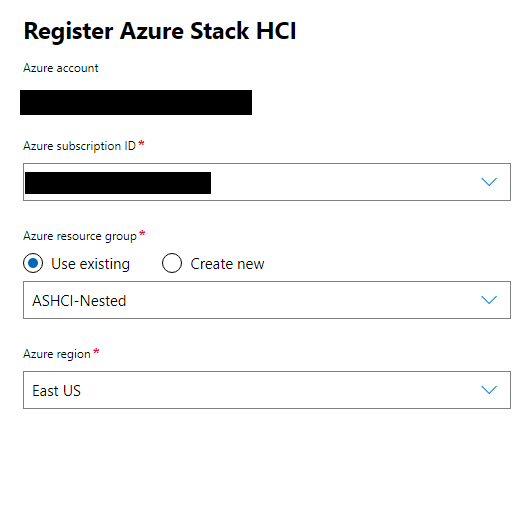 Register Azure Stack HCI
Azure account
Azure subscription ID*
Azure resource group*
Use existing Create new
ASHCI-Nested
Azure region*
East US